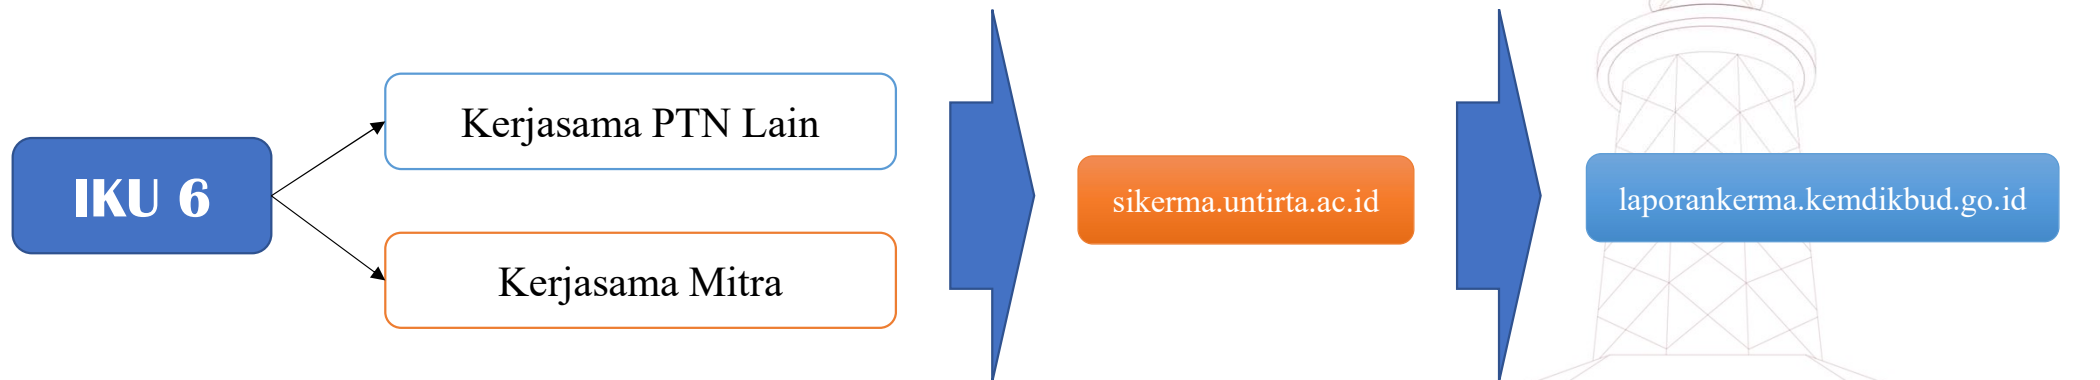 IKU 6
Kerjasama PTN Lain
Kerjasama Mitra
sikerma.untirta.ac.id
laporankerma.kemdikbud.go.id